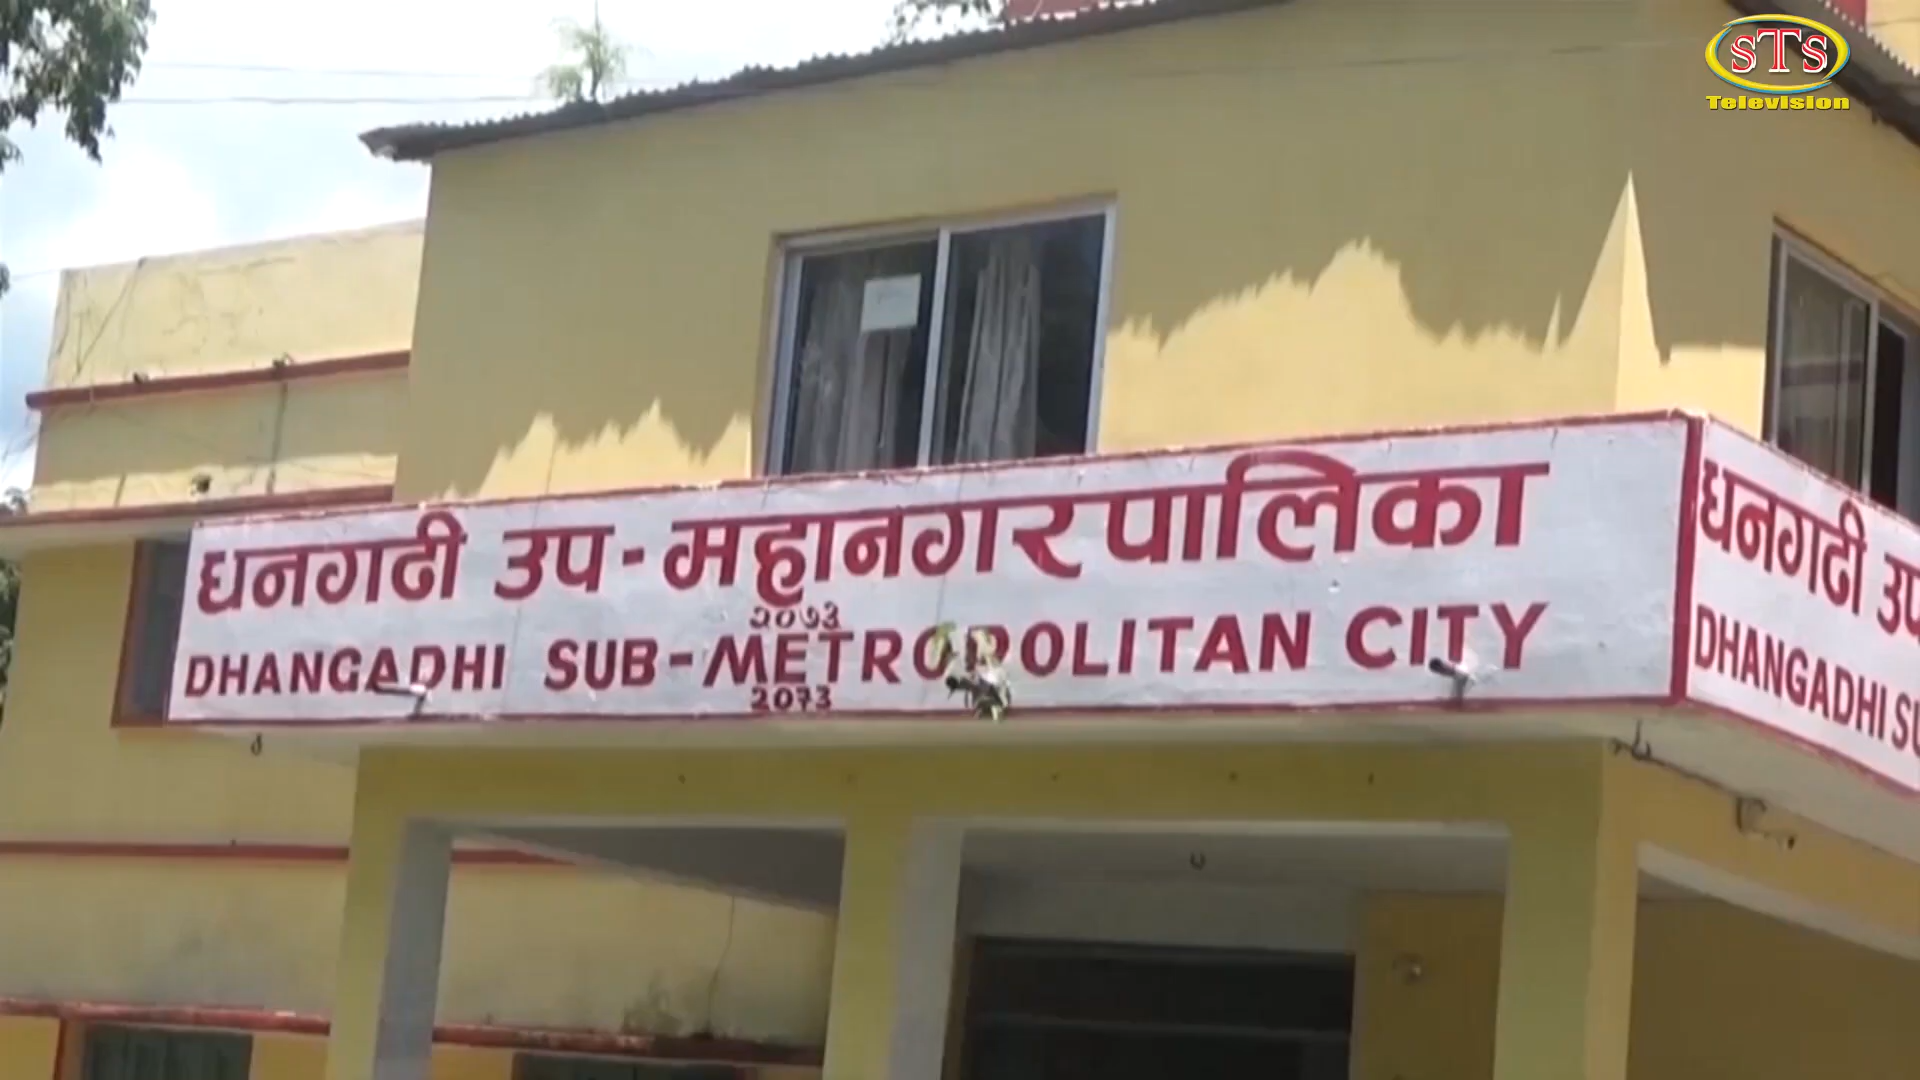 STS
Television
धनगढी उप-महानगरपालिका
२०७३
DHANGADHI SUB-METROPOLITAN CITY
2073
धनगढी उप
DHANGADHI SU